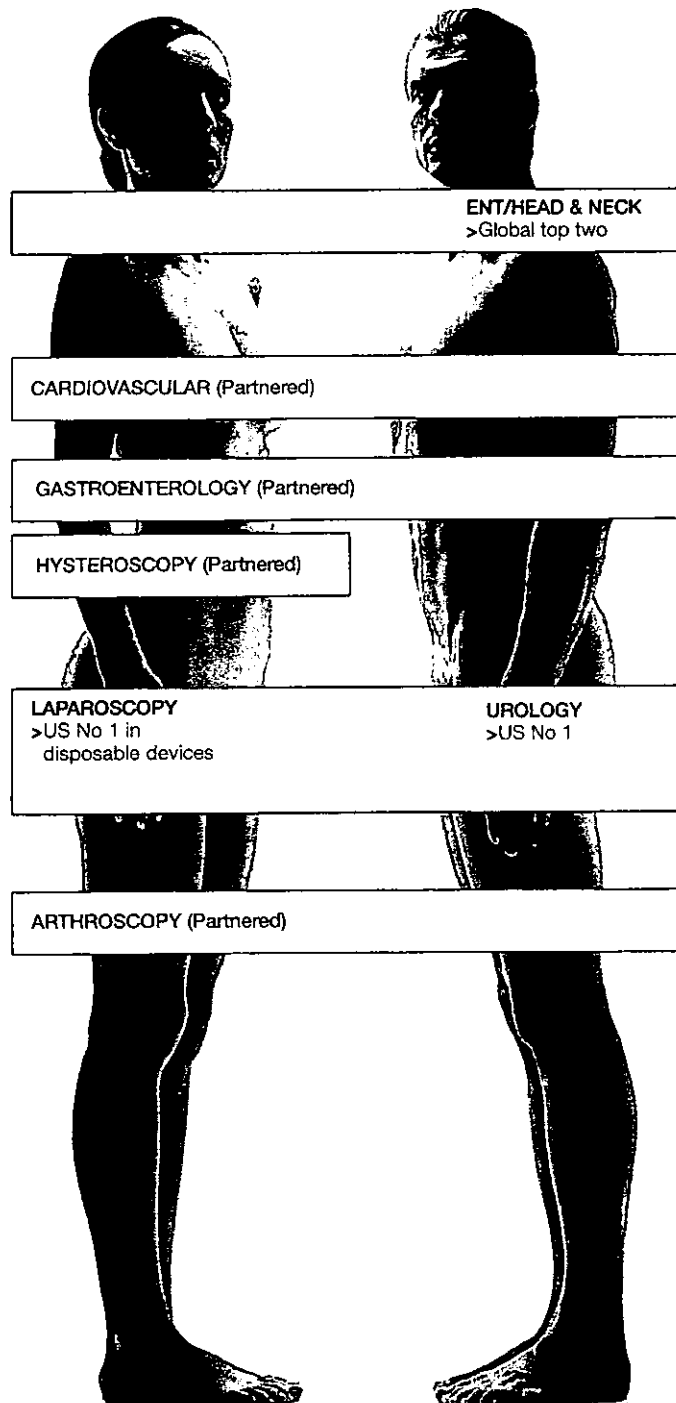 ENT/HEAD & NECK
>Global top two
CARDIOVASCULAR (Partnered)
GASTROENTEROLOGY (Partnered)
HYSTEROSCOPY (Partnered)
LAPAROSCOPY
>US No 1 in
disposable devices
UROLOGY
>US No 1
ARTHROSCOPY (Partnered)